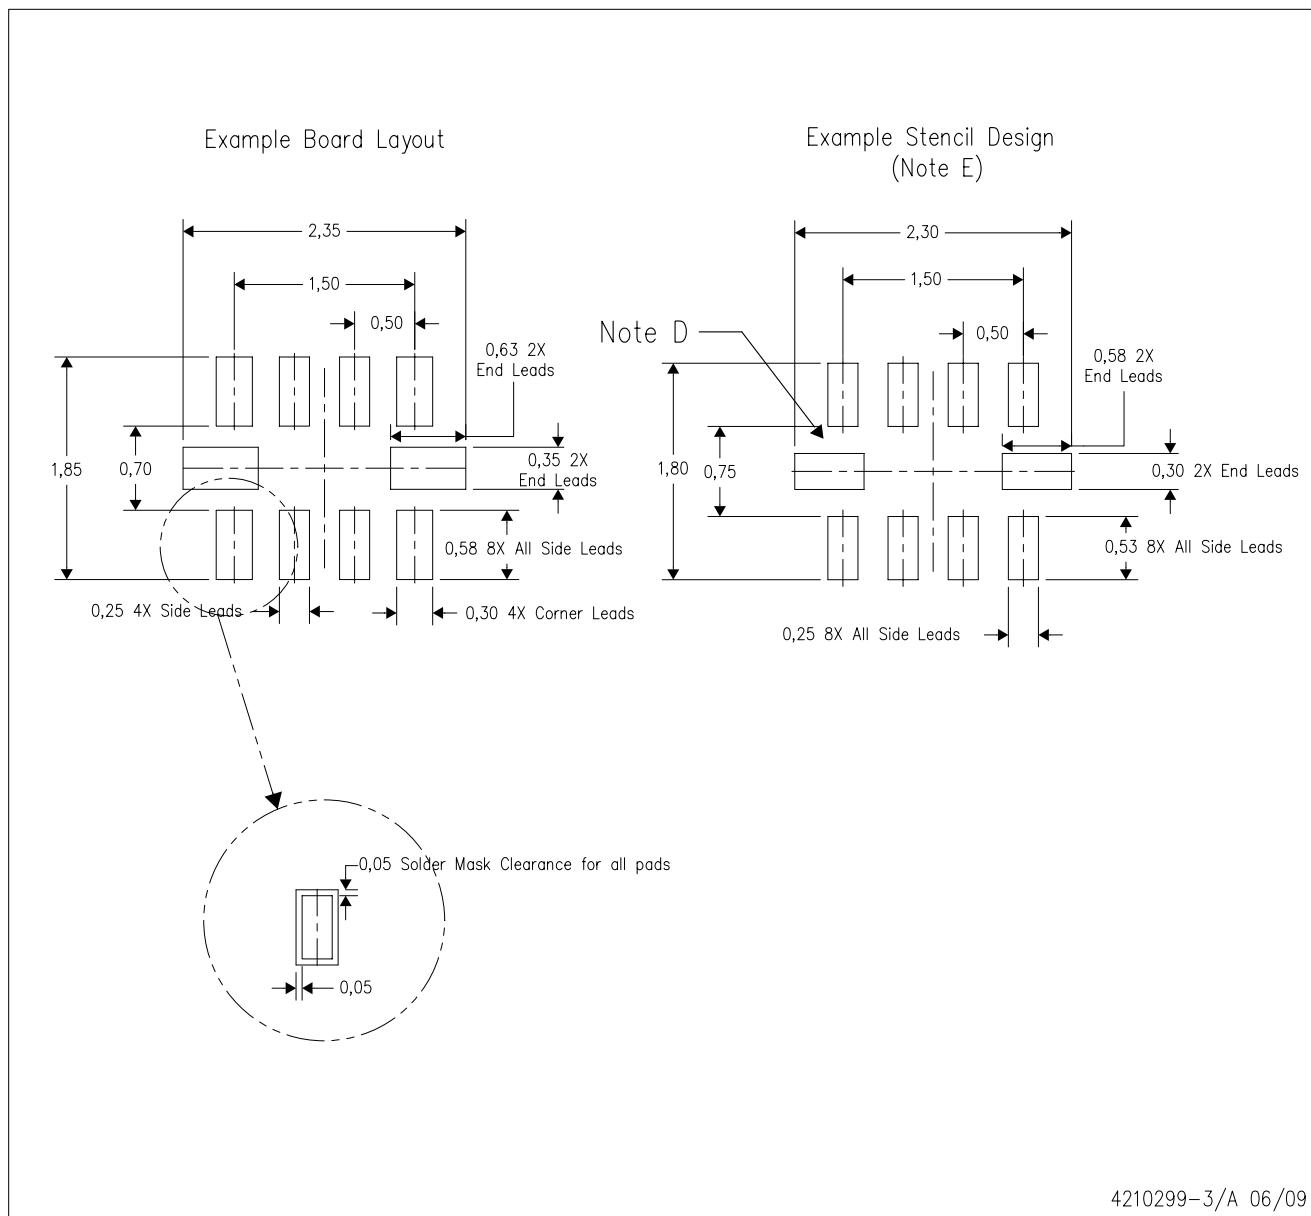 Example Board Layout
2,35
1,50
0,50
0,63 2X
End Leads
1,85
0,70
0,35 2X
End Leads
0,58 8X All Side Leads
0,25 4X Side Leads
0,30 4X Corner Leads
0,05 Solder Mask Clearance for all pads
0,05
Example Stencil Design
(Note E)
2,30
1,50
0,50
Note D
0,58 2X
End Leads
1,80
0,75
0,30 2X End Leads
0,53 8X All Side Leads
0,25 8X All Side Leads
4210299-3/A 06/09